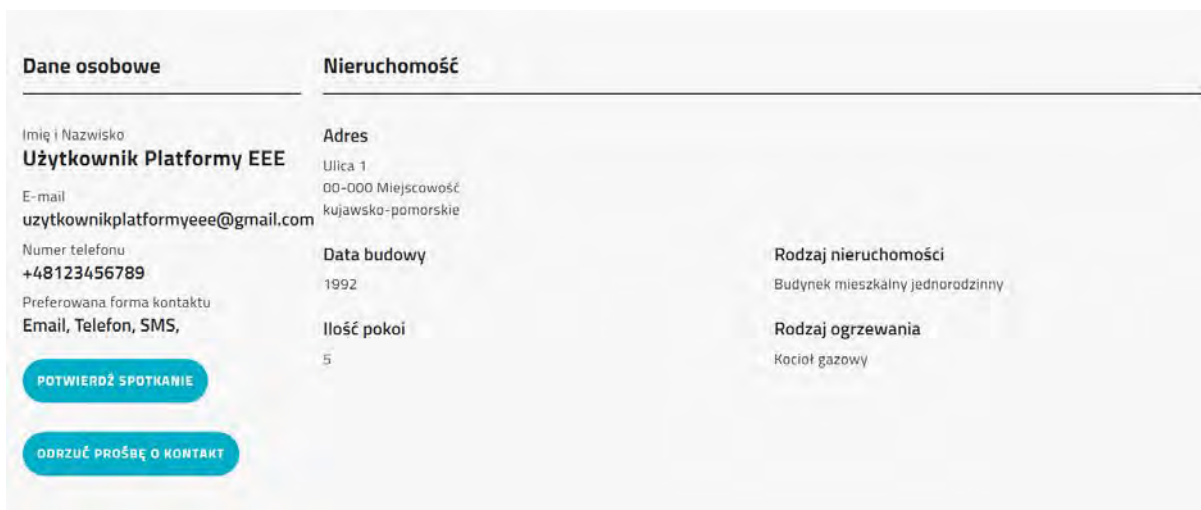 Dane osobowe
Imię i Nazwisko
Użytkownik Platformy EEE
E-mail
uzytkownikplatformyeee@gmail.com
Numer telefonu
+48123456789
Preferowana forma kontaktu
Email, Telefon, SMS,
POTWIERDŹ SPOTKANIE
ODRZUĆ PROŚBĘ O KONTAKT
Nieruchomość
Adres
Ulica 1
00-000 Miejscowość
kujawsko-pomorskie
Data budowy
1992
Ilość pokoi
5
Rodzaj nieruchomości
Budynek mieszkalny jednorodzinny
Rodzaj ogrzewania
Kocioł gazowy